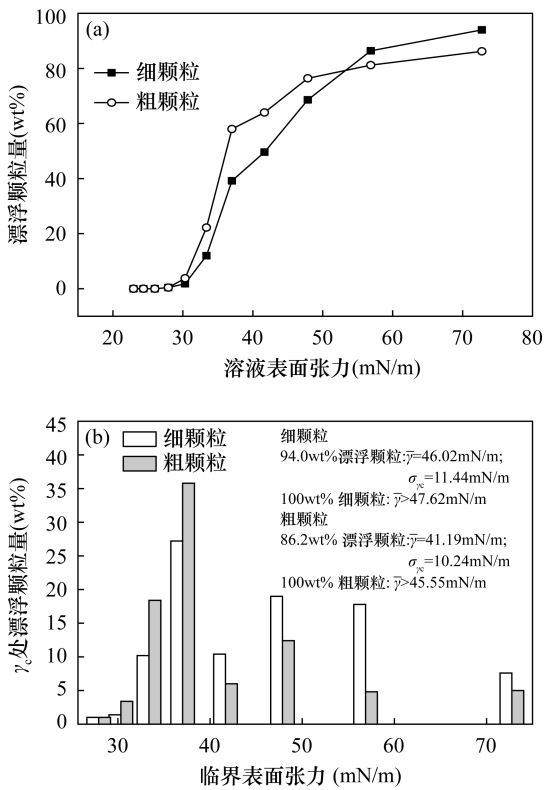 (a)
细颗粒
粗颗粒
漂浮颗粒量(wt%)
100
80
60
40
20
0
20 30 40 50 60 70 80
溶液表面张力(mN/m)
(b)
细颗粒
粗颗粒
γc处漂浮颗粒量(wt%)
45
40
35
30
25
20
15
10
5
0
细颗粒
94.0wt%漂浮颗粒:γ̅=46.02mN/m;
σγc=11.44mN/m
100wt% 细颗粒: γ̅>47.62mN/m
粗颗粒
86.2wt% 漂浮颗粒:γ̅=41.19mN/m;
σγc=10.24mN/m
100wt% 粗颗粒: γ̅>45.55mN/m
30 40 50 60 70
临界表面张力 (mN/m)